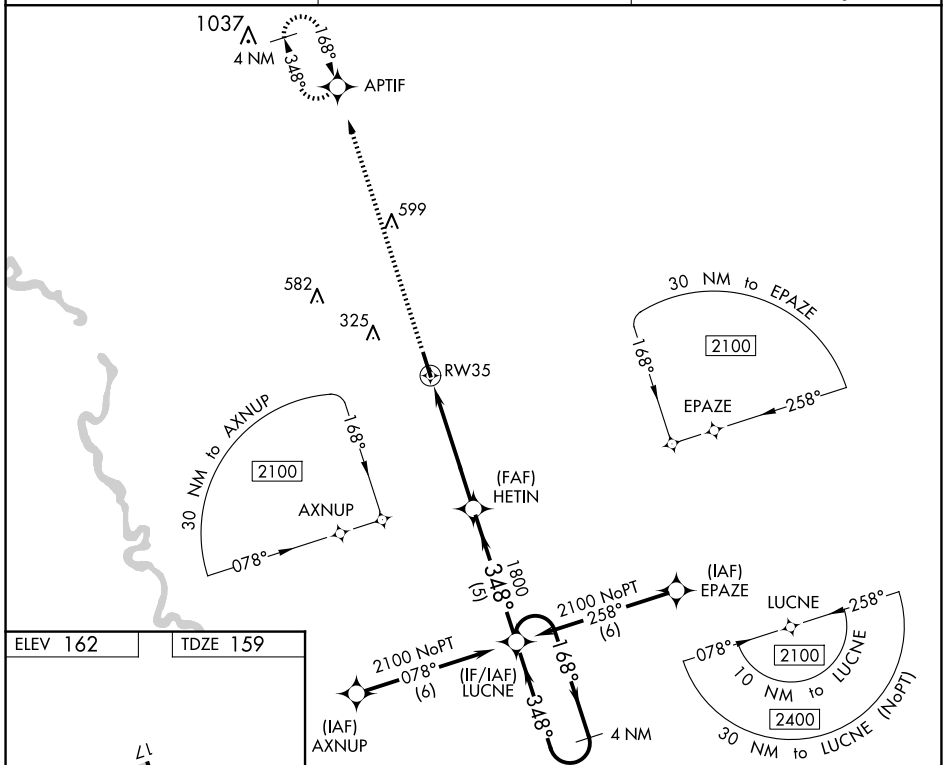 1037
4 NM
168°
348°
APTIF
599
582
325
RW35
30 NM to EPAZE
2100
168°
EPAZE
258°
30 NM to AXNUP
2100
168°
AXNUP
078°
(FAF)
HETIN
1800
348°
(5)
2100 NoPT
258°
(6)
(IAF)
EPAZE
2100 NoPT
078°
(6)
(IF/IAF)
LUCNE
168°
348°
4 NM
(IAF)
AXNUP
LUCNE
258°
078°
2100
10 NM to LUCNE
2400
30 NM to LUCNE (NoPT)
ELEV 162
TDZE 159
17